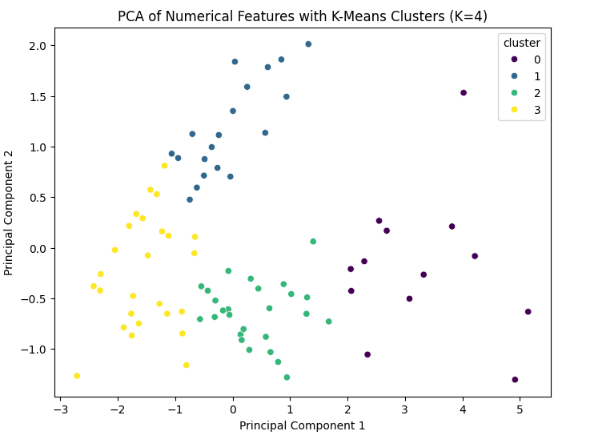 PCA of Numerical Features with K-Means Clusters (K=4)
cluster
0
1
2
3
2.0
1.5
1.0
0.5
0.0
−0.5
−1.0
Principal Component 2
−3 −2 −1 0 1 2 3 4 5
Principal Component 1